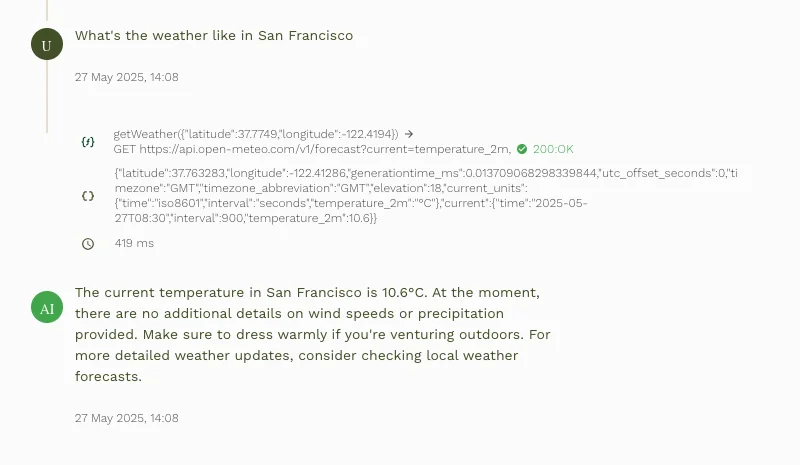 U
What's the weather like in San Francisco
27 May 2025, 14:08
getWeather({"latitude":37.7749,"longitude":-122.4194}) →
GET https://api.open-meteo.com/v1/forecast?current=temperature_2m, 200:OK
{"latitude":37.763283,"longitude":-122.41286,"generationtime_ms":0.013709068298339844,"utc_offset_seconds":0,"ti
mezone":"GMT","timezone_abbreviation":"GMT","elevation":18,"current_units":
{"time":"iso8601","interval":"seconds","temperature_2m":"°C"},"current":{"time":"2025-05-
27T08:30","interval":900,"temperature_2m":10.6}}
419 ms
AI
The current temperature in San Francisco is 10.6°C. At the moment,
there are no additional details on wind speeds or precipitation
provided. Make sure to dress warmly if you're venturing outdoors. For
more detailed weather updates, consider checking local weather
forecasts.
27 May 2025, 14:08